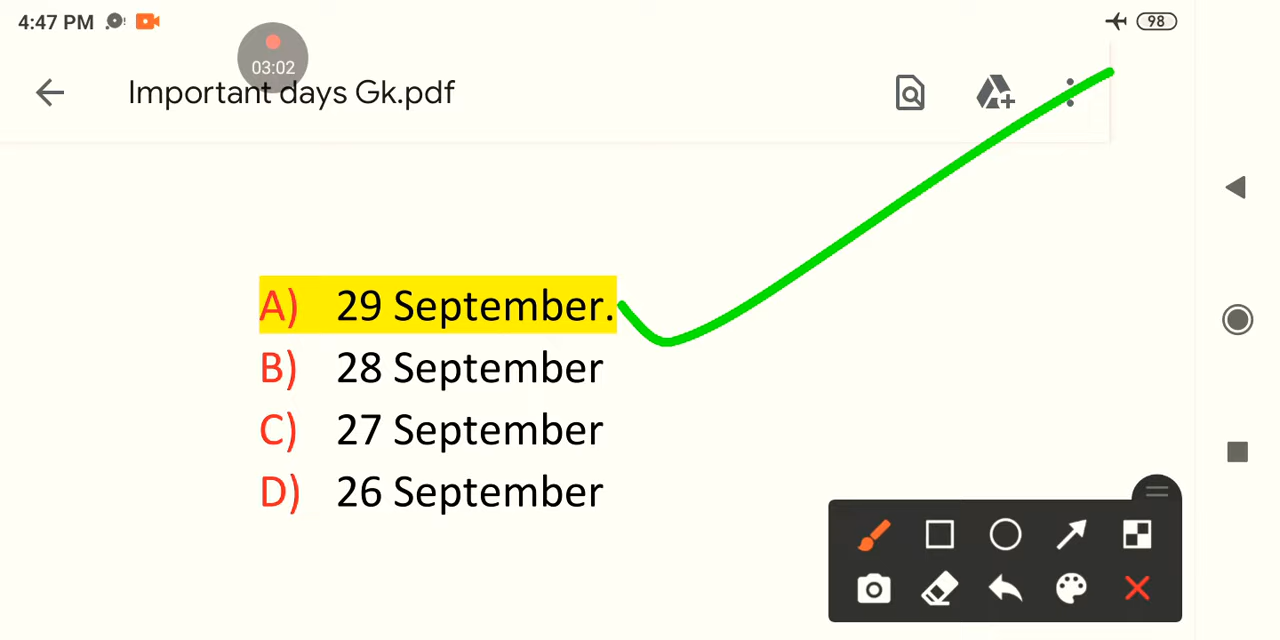 4:47 PM
98
03:02
Important days Gk.pdf
A) 29 September.
B) 28 September
C) 27 September
D) 26 September